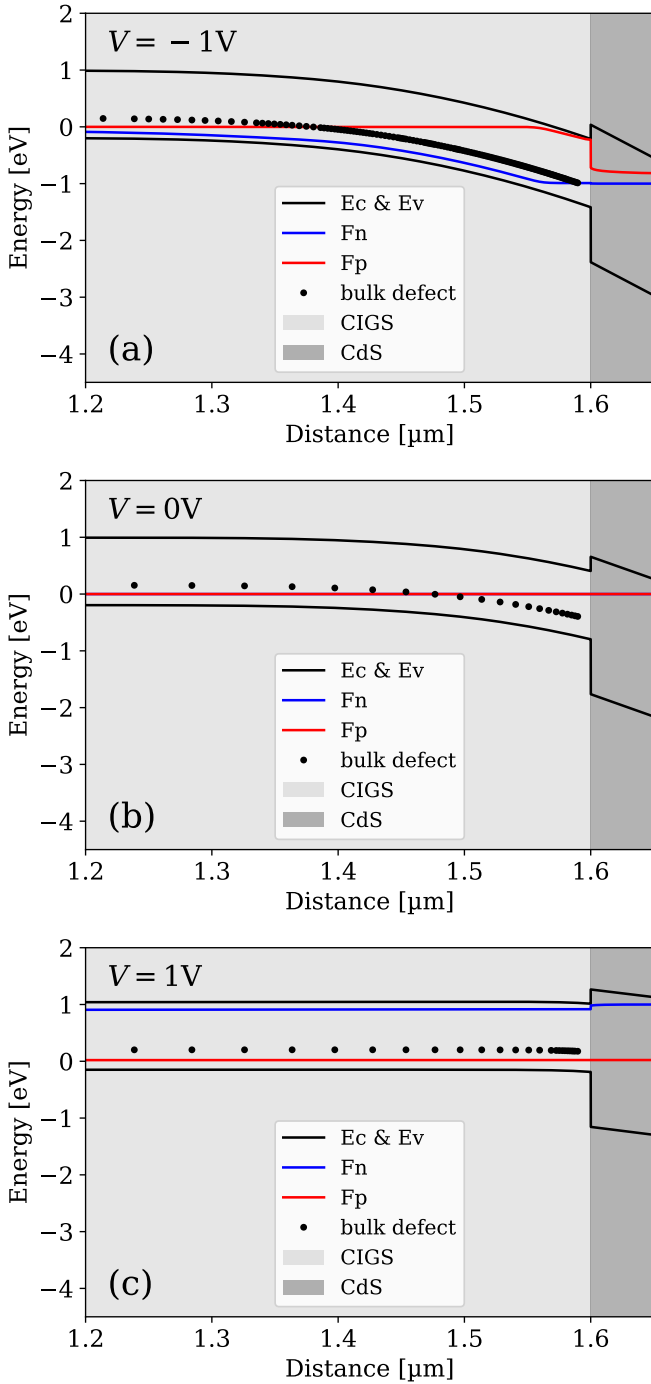 V = − 1V
2
1
0
−1
−2
−3
−4
Energy [eV]
Ec & Ev
Fn
Fp
bulk defect
CIGS
CdS
(a)
1.2 1.3 1.4 1.5 1.6
Distance [µm]
V = 0V
2
1
0
−1
−2
−3
−4
Energy [eV]
Ec & Ev
Fn
Fp
bulk defect
CIGS
CdS
(b)
1.2 1.3 1.4 1.5 1.6
Distance [µm]
V = 1V
2
1
0
−1
−2
−3
−4
Energy [eV]
Ec & Ev
Fn
Fp
bulk defect
CIGS
CdS
(c)
1.2 1.3 1.4 1.5 1.6
Distance [µm]